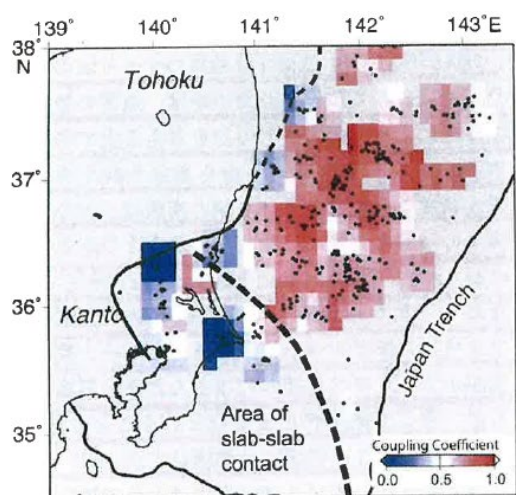 139° 140° 141° 142° 143°E
38°
N
37°
36°
35°
Tohoku
Kanto
Japan Trench
Area of
slab-slab
contact
Coupling Coefficient
0.0 0.5 1.0